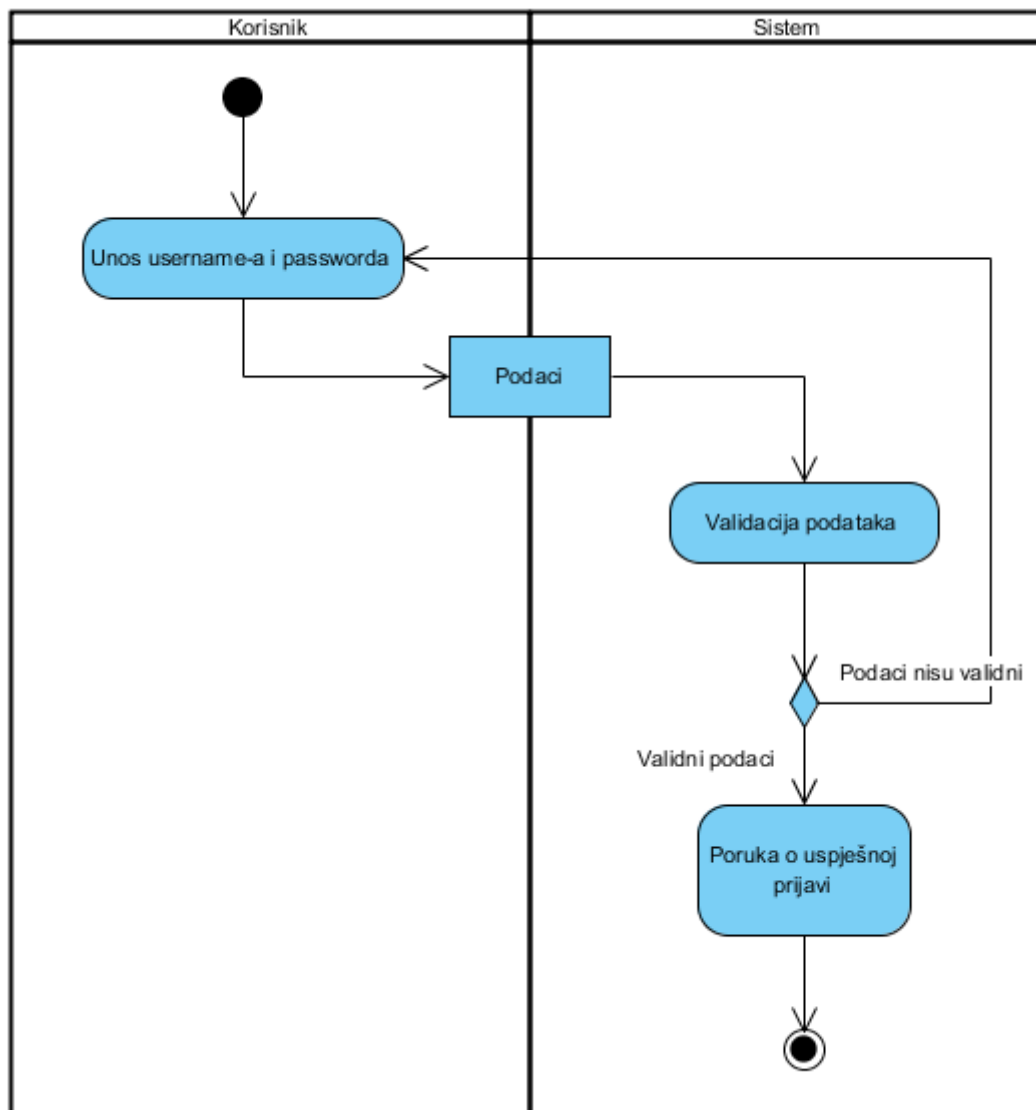 Korisnik
Sistem
Unos username-a i passworda
Podaci
Validacija podataka
Podaci nisu validni
Validni podaci
Poruka o uspješnoj
prijavi